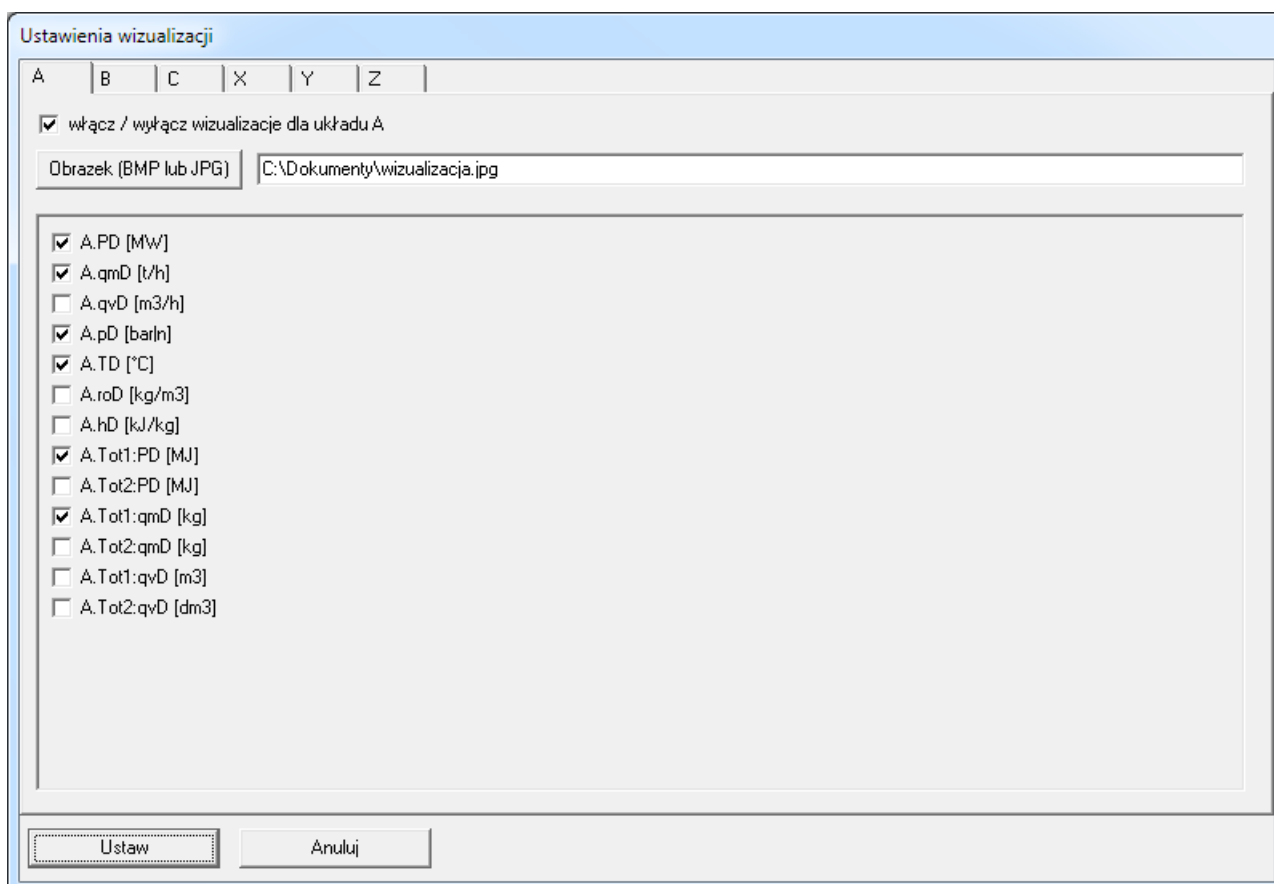 Ustawienia wizualizacji
A B C X Y Z
włącz / wyłącz wizualizacje dla układu A
Obrazek (BMP lub JPG) C:\Dokumenty\wizualizacja.jpg
A.PD [MW]
A.qmD [t/h]
A.qvD [m3/h]
A.pD [bar|n]
A.TD [°C]
A.roD [kg/m3]
A.hD [kJ/kg]
A.Tot1:PD [MJ]
A.Tot2:PD [MJ]
A.Tot1:qmD [kg]
A.Tot2:qmD [kg]
A.Tot1:qvD [m3]
A.Tot2:qvD [dm3]
Ustaw Anuluj